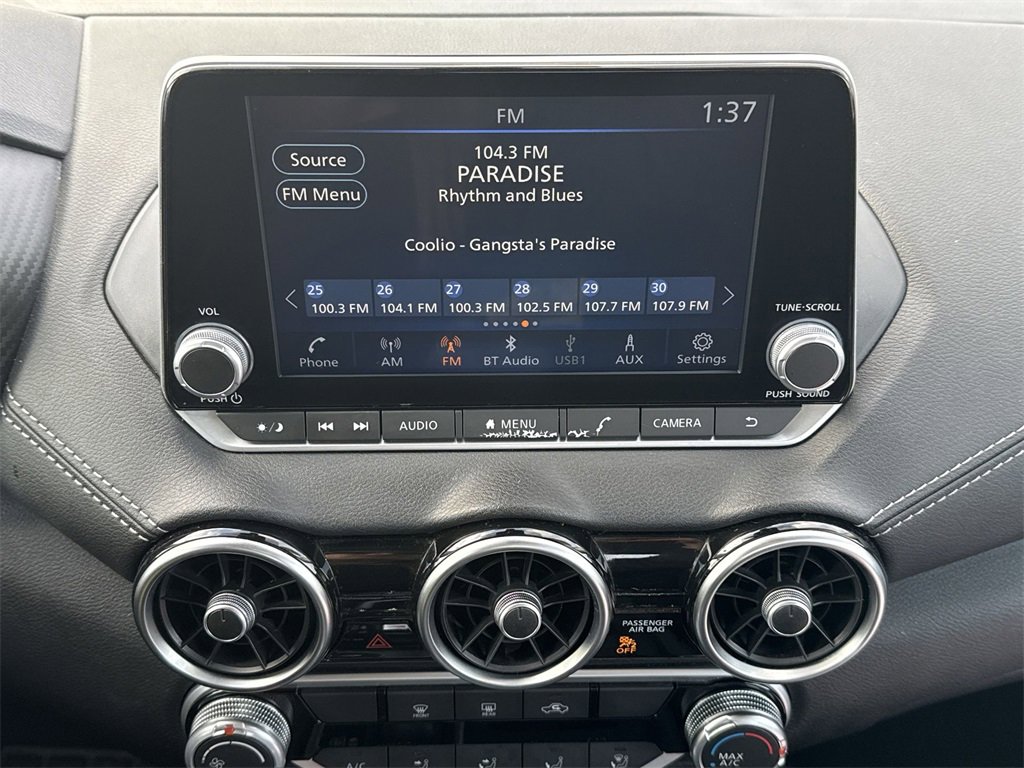 FM 1:37
Source
FM Menu
104.3 FM
PARADISE
Rhythm and Blues
Coolio - Gangsta's Paradise
25 26 27 28 29 30
100.3 FM 104.1 FM 100.3 FM 102.5 FM 107.7 FM 107.9 FM
Phone AM FM BT Audio USB1 AUX Settings
VOL
PUSH
TUNE·SCROLL
PUSH SOUND
AUDIO MENU CAMERA
PASSENGER
AIR BAG
OFF
FRONT REAR
A/C
MAX
A/C